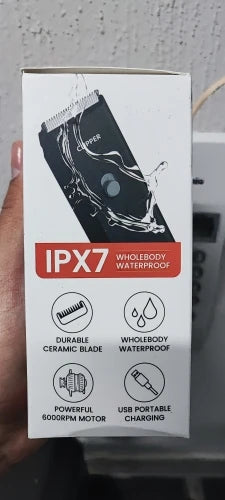 CLIPPER
IPX7
WHOLEBODY
WATERPROOF
DURABLE
CERAMIC BLADE
WHOLEBODY
WATERPROOF
POWERFUL
6000RPM MOTOR
USB PORTABLE
CHARGING